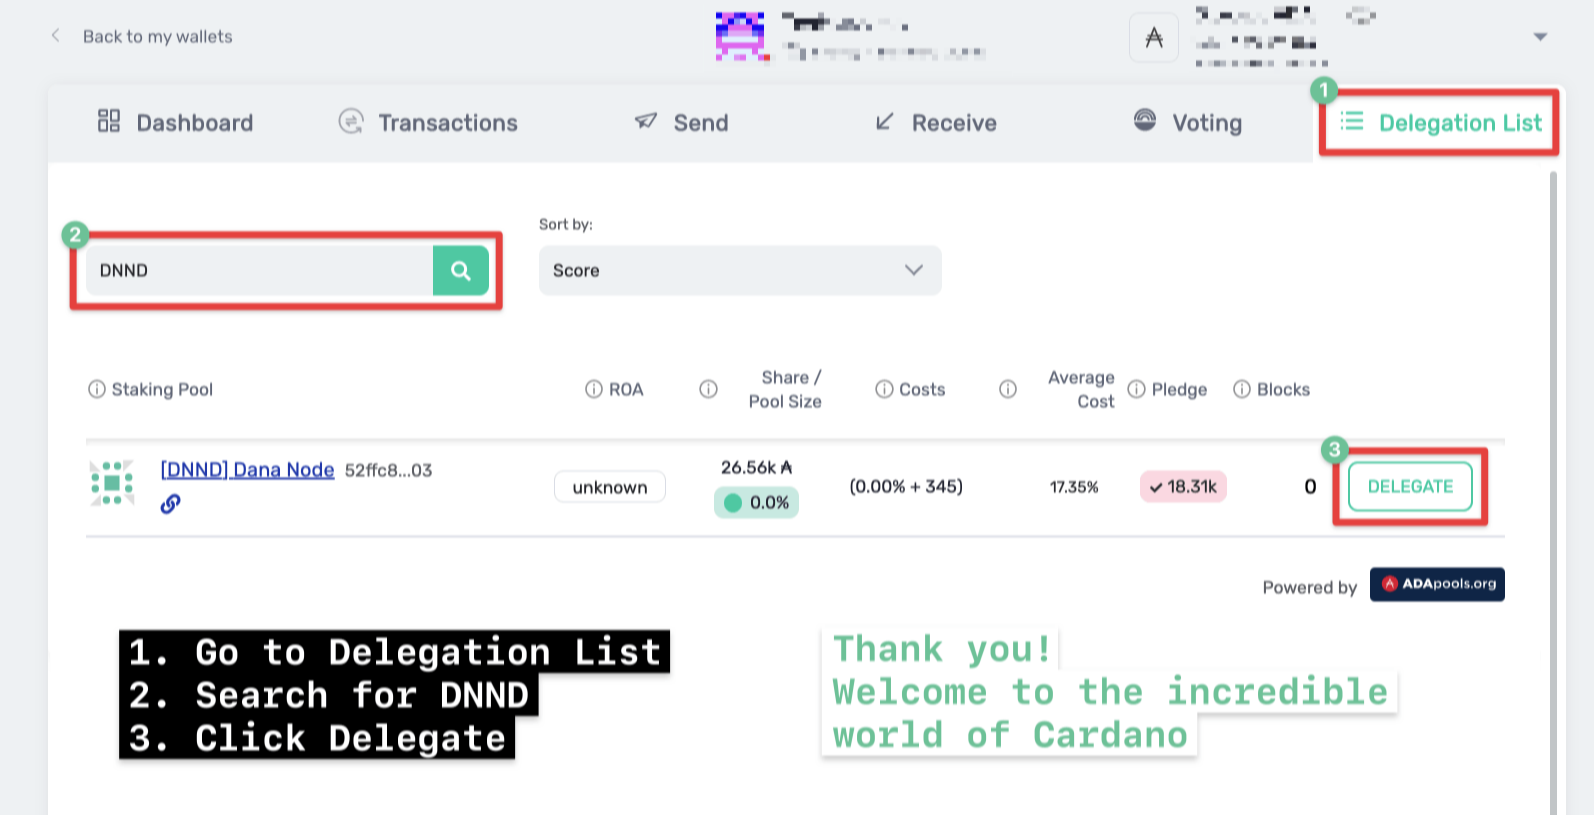 Back to my wallets
Dashboard
Transactions
Send
Receive
Voting
1
Delegation List
2
DNND
Sort by:
Score
Staking Pool
ROA
Share /
Pool Size
Costs
Average
Cost
Pledge
Blocks
[DNND] Dana Node 52ffc8...03
unknown
26.56k ₳
0.0%
(0.00% + 345)
17.35%
18.31k
0
3
DELEGATE
Powered by ADApools.org
1. Go to Delegation List
2. Search for DNND
3. Click Delegate
Thank you!
Welcome to the incredible
world of Cardano